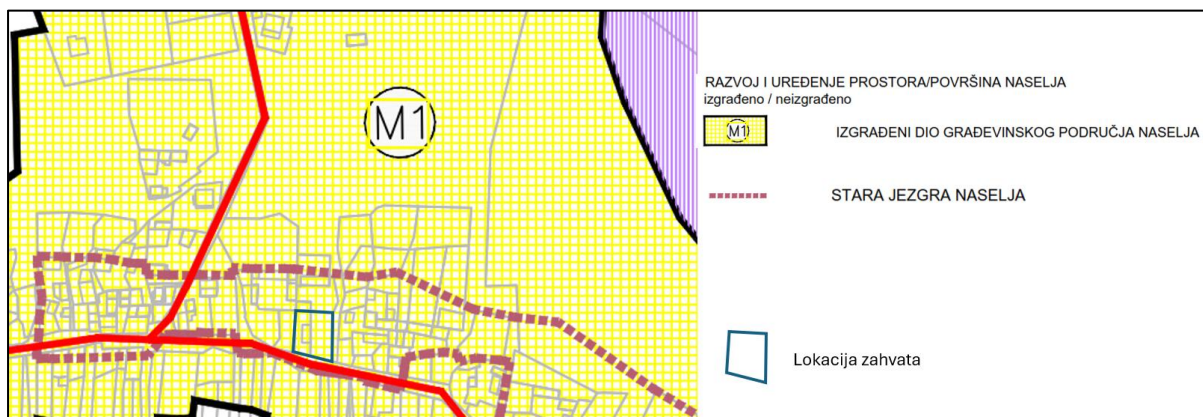 M1
RAZVOJ I UREĐENJE PROSTORA/POVRŠINA NASELJA
izgrađeno / neizgrađeno
M1 IZGRAĐENI DIO GRAĐEVINSKOG PODRUČJA NASELJA
STARA JEZGRA NASELJA
Lokacija zahvata